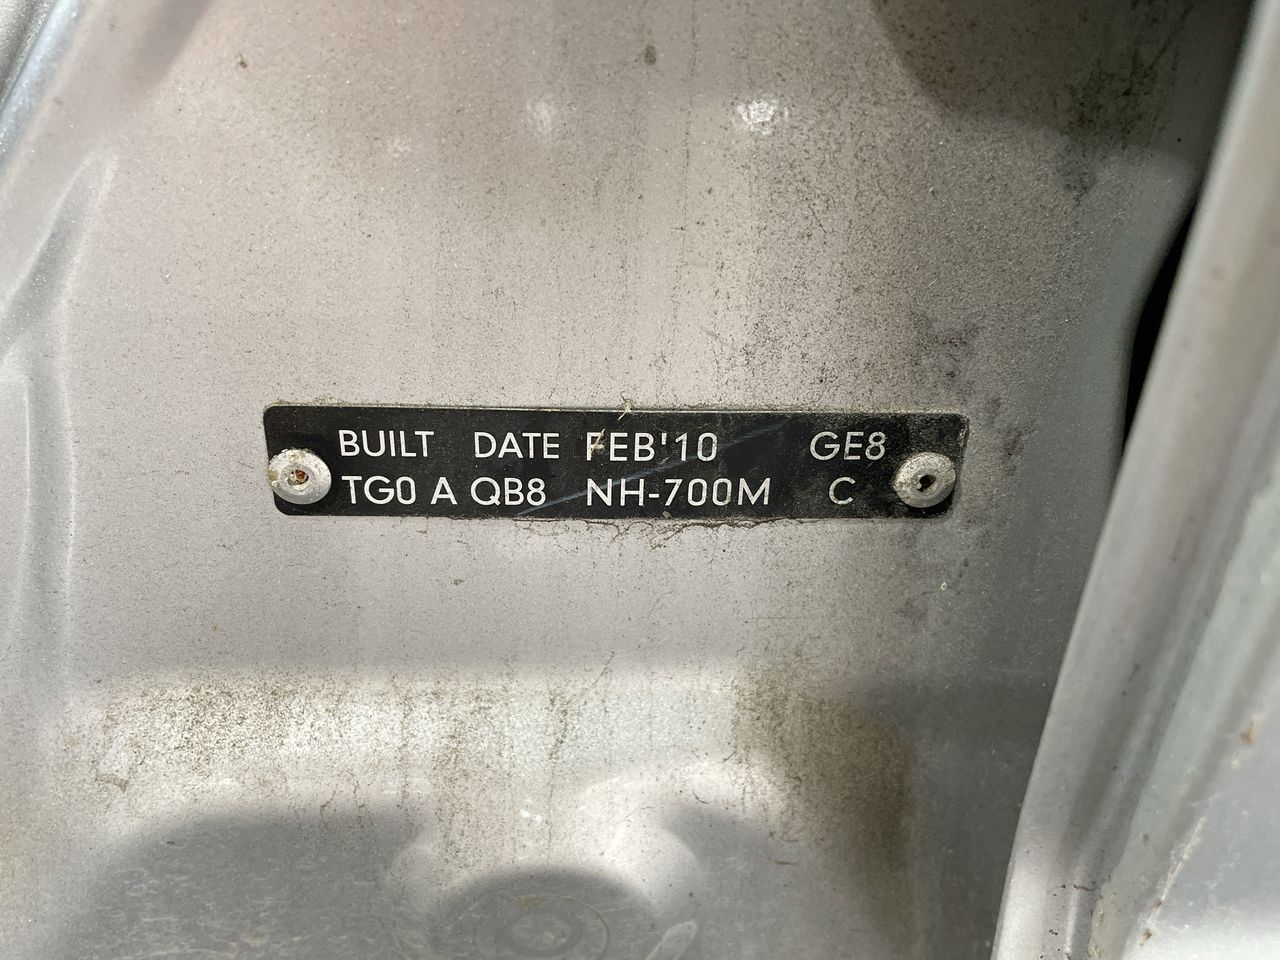 BUILT DATE FEB'10 GE8
TG0 A QB8 NH-700M C